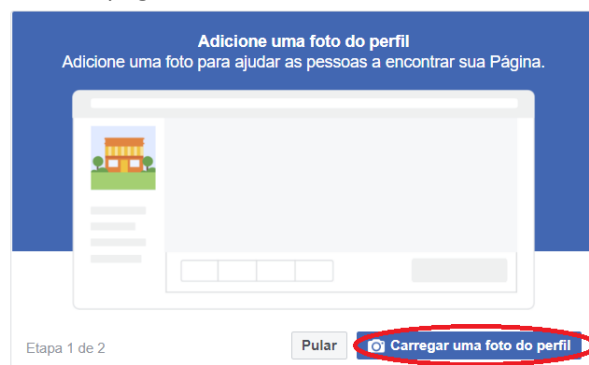 Adicione uma foto do perfil
Adicione uma foto para ajudar as pessoas a encontrar sua Página.
Etapa 1 de 2
Pular
Carregar uma foto do perfil